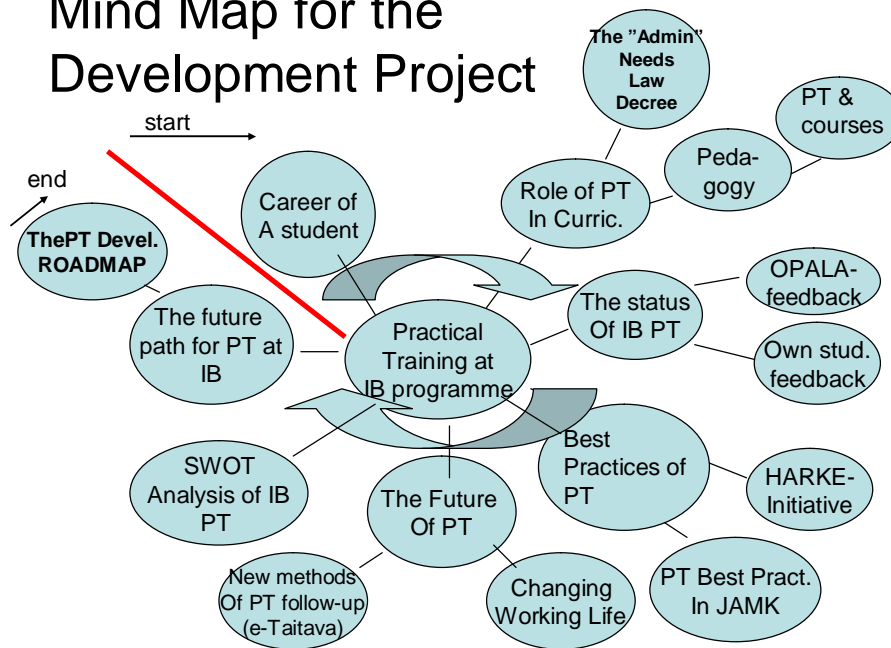 Mind Map for the
Development Project
start
end
The "Admin"
Needs
Law
Decree
PT &
courses
Peda-
gogy
Role of PT
In Curric.
Career of
A student
ThePT Devel.
ROADMAP
The future
path for PT at
IB
Practical
Training at
IB programme
The status
Of IB PT
OPALA-
feedback
Own stud.
feedback
Best
Practices of
PT
HARKE-
Initiative
PT Best Pract.
In JAMK
SWOT
Analysis of IB
PT
The Future
Of PT
New methods
Of PT follow-up
(e-Taitava)
Changing
Working Life